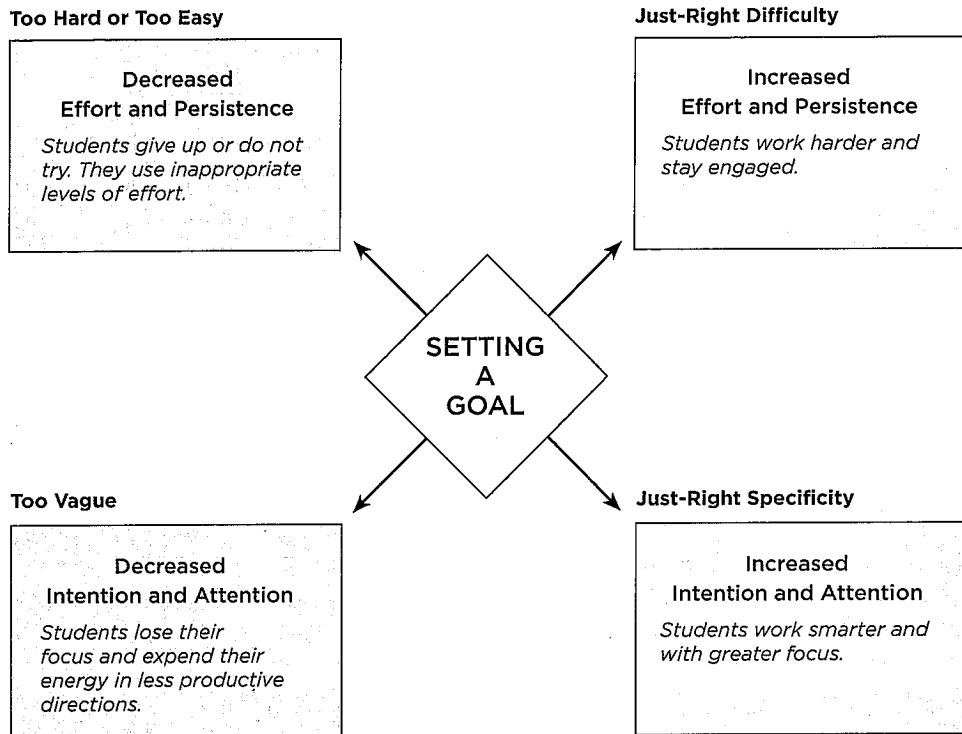 Too Hard or Too Easy
Decreased
Effort and Persistence
Students give up or do not
try. They use inappropriate
levels of effort.
Just-Right Difficulty
Increased
Effort and Persistence
Students work harder and
stay engaged.
SETTING
A
GOAL
Too Vague
Decreased
Intention and Attention
Students lose their
focus and expend their
energy in less productive
directions.
Just-Right Specificity
Increased
Intention and Attention
Students work smarter and
with greater focus.